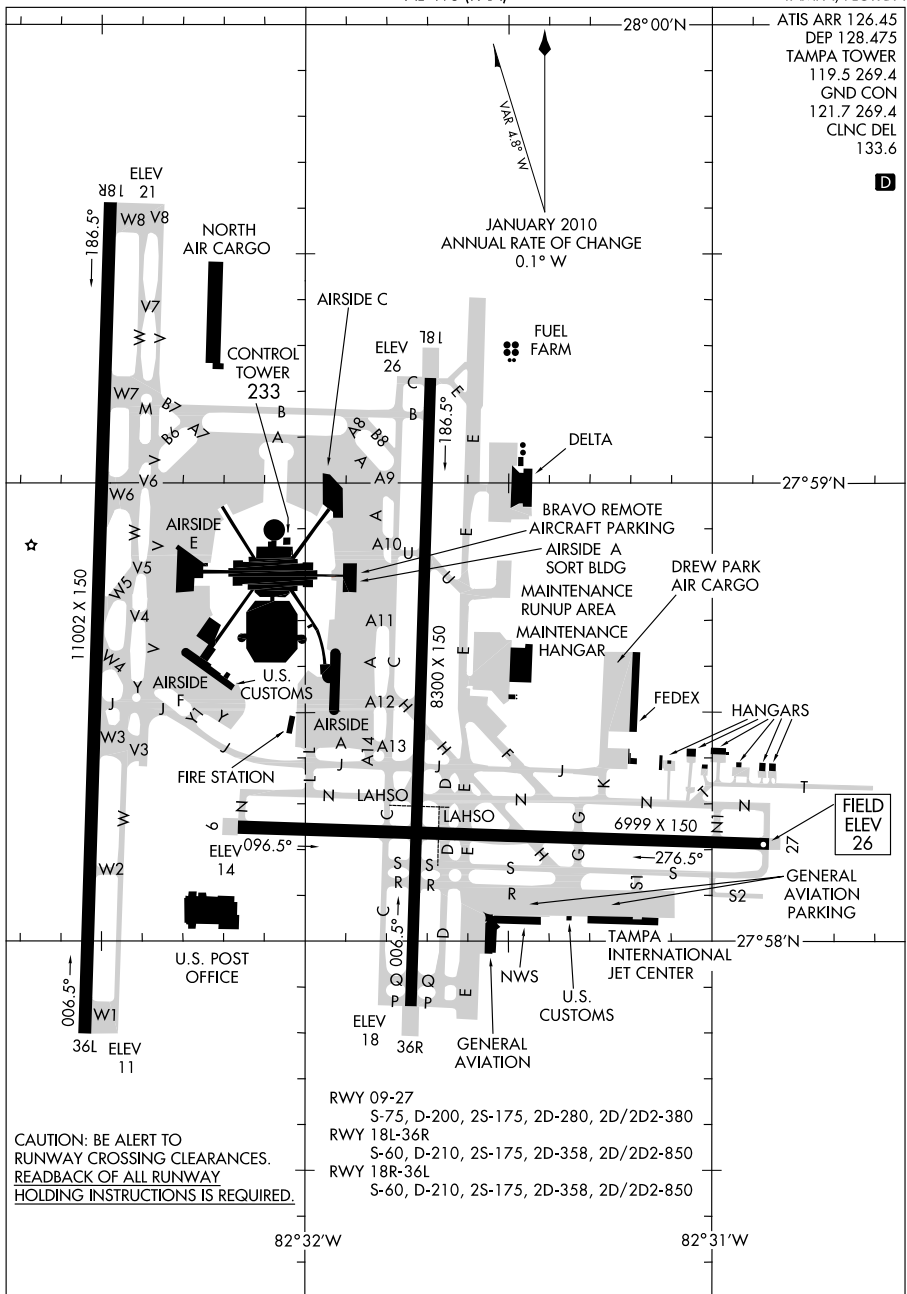 28°00'N
ATIS ARR 126.45
DEP 128.475
TAMPA TOWER
119.5 269.4
GND CON
121.7 269.4
CLNC DEL
133.6
D
VAR 4.8° W
JANUARY 2010
ANNUAL RATE OF CHANGE
0.1° W
18R
ELEV
21
W8
V8
186.5°
NORTH
AIR CARGO
V7
W
V
AIRSIDE C
CONTROL
TOWER
233
ELEV
26
18L
FUEL
FARM
W7
M
B7
B
C
F
B6
A7
A
A8
B8
B
186.5°
E
V
A
A9
DELTA
V6
W6
27°59'N
W
V
AIRSIDE
E
A
A10
U
E
BRAVO REMOTE
AIRCRAFT PARKING
AIRSIDE A
SORT BLDG
DREW PARK
AIR CARGO
V5
W5
U
MAINTENANCE
RUNUP AREA
11002 X 150
V4
A11
8300 X 150
MAINTENANCE
HANGAR
V
E
W4
A
C
Y
AIRSIDE
F
U.S.
CUSTOMS
A12
H
FEDEX
HANGARS
J
J
Y1
Y
AIRSIDE
W3
V3
J
FIRE STATION
L
A
A14
A13
H
F
L
J
J
D
E
J
K
T
T
N
N
LAHSO
N
N
N
W
9
C
LAHSO
G
6999 X 150
N1
FIELD
ELEV
26
096.5°
D
E
H
G
276.5°
27
ELEV
14
W2
S
S
S
S1
S
R
R
R
S2
GENERAL
AVIATION
PARKING
C
006.5°
D
U.S. POST
OFFICE
27°58'N
NWS
TAMPA
INTERNATIONAL
JET CENTER
006.5°
Q
Q
E
U.S.
CUSTOMS
P
P
W1
36L
ELEV
11
ELEV
18
36R
GENERAL
AVIATION
RWY 09-27
S-75, D-200, 2S-175, 2D-280, 2D/2D2-380
RWY 18L-36R
S-60, D-210, 2S-175, 2D-358, 2D/2D2-850
RWY 18R-36L
S-60, D-210, 2S-175, 2D-358, 2D/2D2-850
CAUTION: BE ALERT TO
RUNWAY CROSSING CLEARANCES.
READBACK OF ALL RUNWAY
HOLDING INSTRUCTIONS IS REQUIRED.
82°32'W
82°31'W